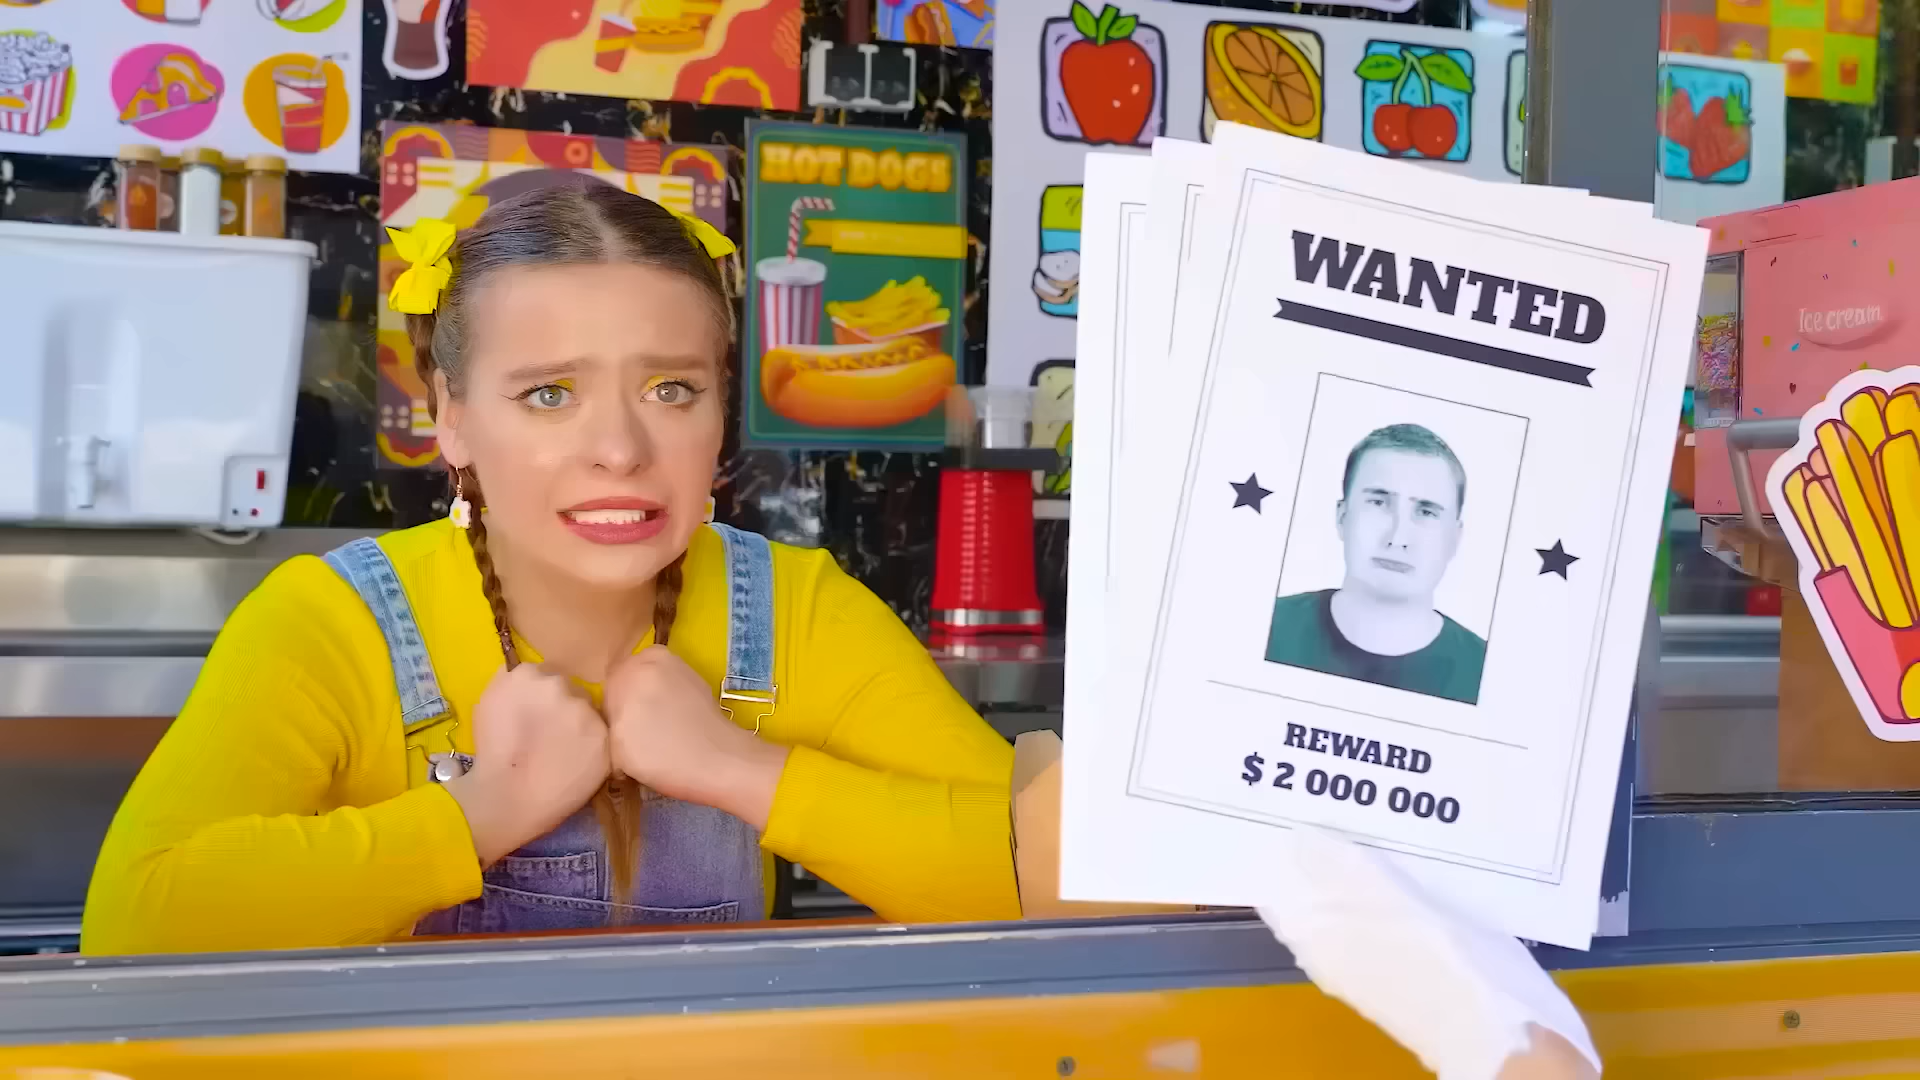 HOT DOGS
WANTED
REWARD
$ 2 000 000
Ice cream